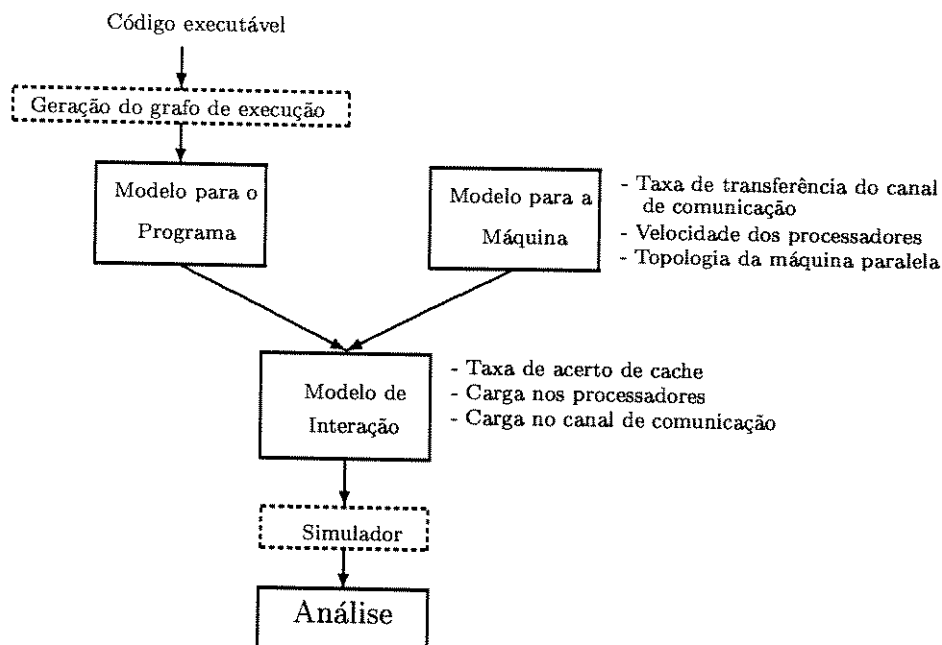 Código executável
Geração do grafo de execução
Modelo para o
Programa
Modelo para a
Máquina
- Taxa de transferência do canal
de comunicação
- Velocidade dos processadores
- Topologia da máquina paralela
Modelo de
Interação
- Taxa de acerto de cache
- Carga nos processadores
- Carga no canal de comunicação
Simulador
Análise